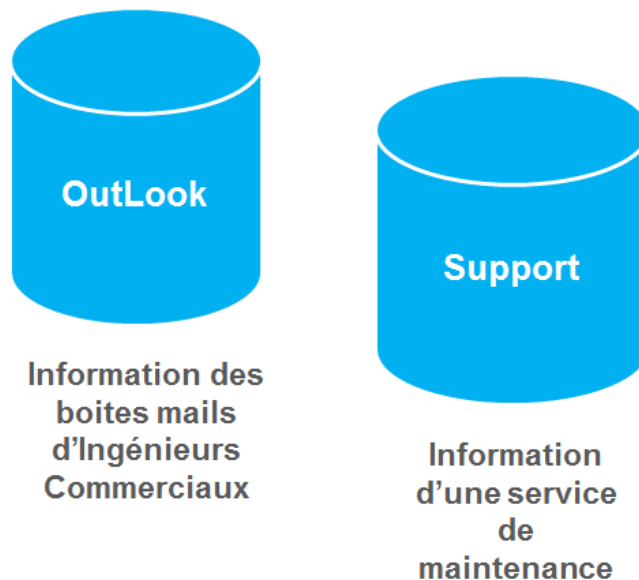 OutLook
Information des
boites mails
d'Ingénieurs
Commerciaux
Support
Information
d'une service
de
maintenance